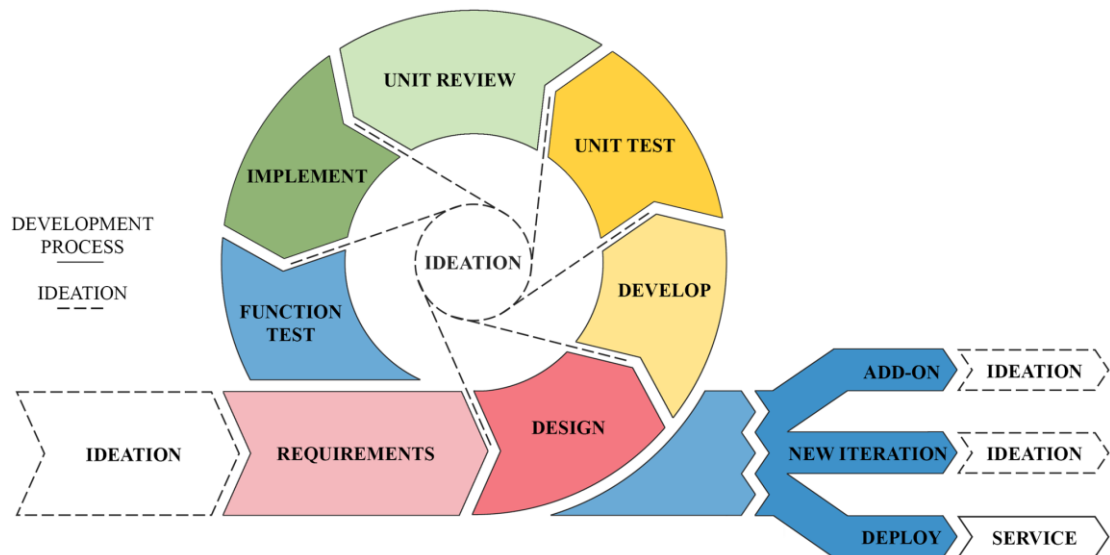 UNIT REVIEW
UNIT TEST
IMPLEMENT
DEVELOPMENT
PROCESS
IDEATION
IDEATION
DEVELOP
FUNCTION
TEST
ADD-ON
IDEATION
IDEATION
REQUIREMENTS
DESIGN
NEW ITERATION
IDEATION
DEPLOY
SERVICE